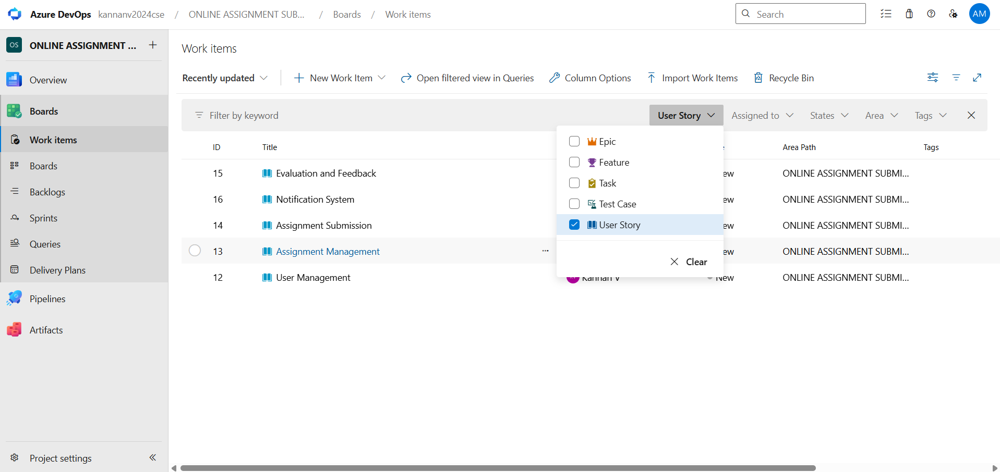 Azure DevOps kannanv2024cse / ONLINE ASSIGNMENT SUB... / Boards / Work items
Search
AM
OS ONLINE ASSIGNMENT ...
Overview
Boards
Work items
Boards
Backlogs
Sprints
Queries
Delivery Plans
Pipelines
Artifacts
Project settings
Work items
Recently updated New Work Item Open filtered view in Queries Column Options Import Work Items Recycle Bin
Filter by keyword User Story Assigned to States Area Tags
Epic
Feature
Task
Test Case
User Story
Clear
ID Title Area Path Tags
15 Evaluation and Feedback ew ONLINE ASSIGNMENT SUBMI...
16 Notification System ew ONLINE ASSIGNMENT SUBMI...
14 Assignment Submission ew ONLINE ASSIGNMENT SUBMI...
13 Assignment Management ... ew ONLINE ASSIGNMENT SUBMI...
12 User Management Kannan V New ONLINE ASSIGNMENT SUBMI...